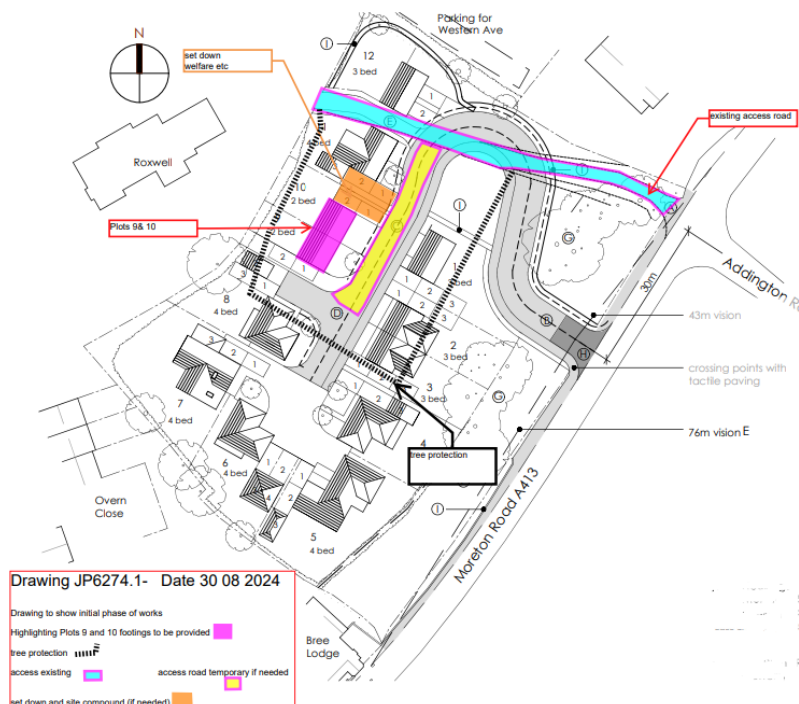 Parking for
Western Ave
N
set down
welfare etc
12
3 bed
I
existing access road
E
Roxwell
4 bed
10
2 bed
Plots 9& 10
2 bed
C
I
I
A
G
Addington R
30m
8
4 bed
D
B
43m vision
H
2
3 bed
crossing points with
tactile paving
7
4 bed
3
3 bed
G
4
tree protection
76m vision E
6
4 bed
Overn
Close
5
4 bed
I
Moreton Road A413
Drawing JP6274.1- Date 30 08 2024
Drawing to show initial phase of works
Highlighting Plots 9 and 10 footings to be provided
tree protection
access existing access road temporary if needed
set down and site compound (if needed)
Bree
Lodge